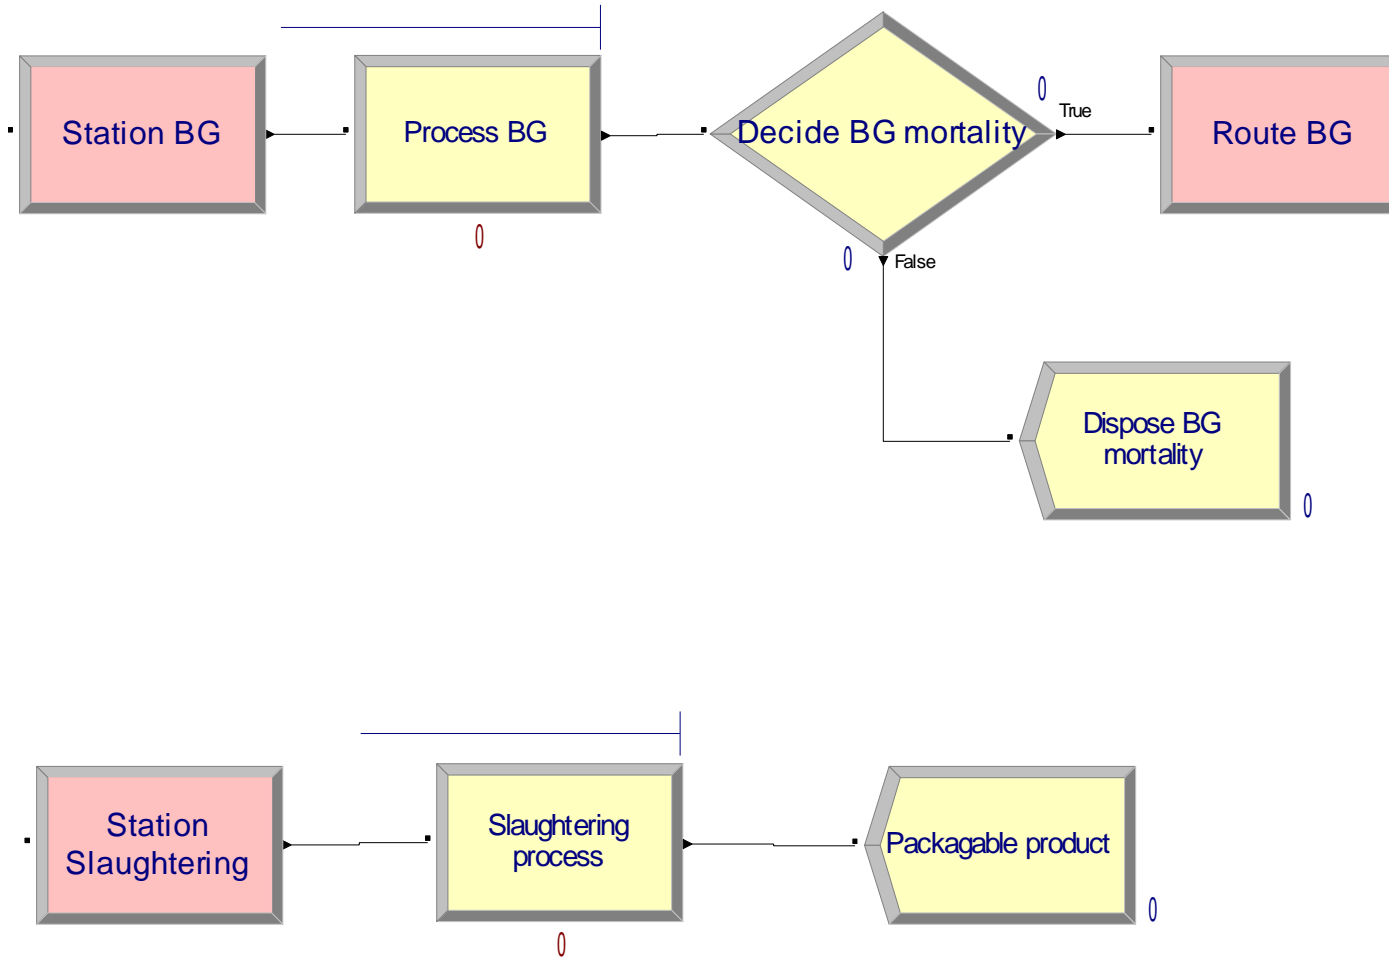 Station BG
Process BG
0
Decide BG mortality
0
True
Route BG
0
False
Dispose BG
mortality
0
Station
Slaughtering
Slaughtering
process
0
Packagable product
0